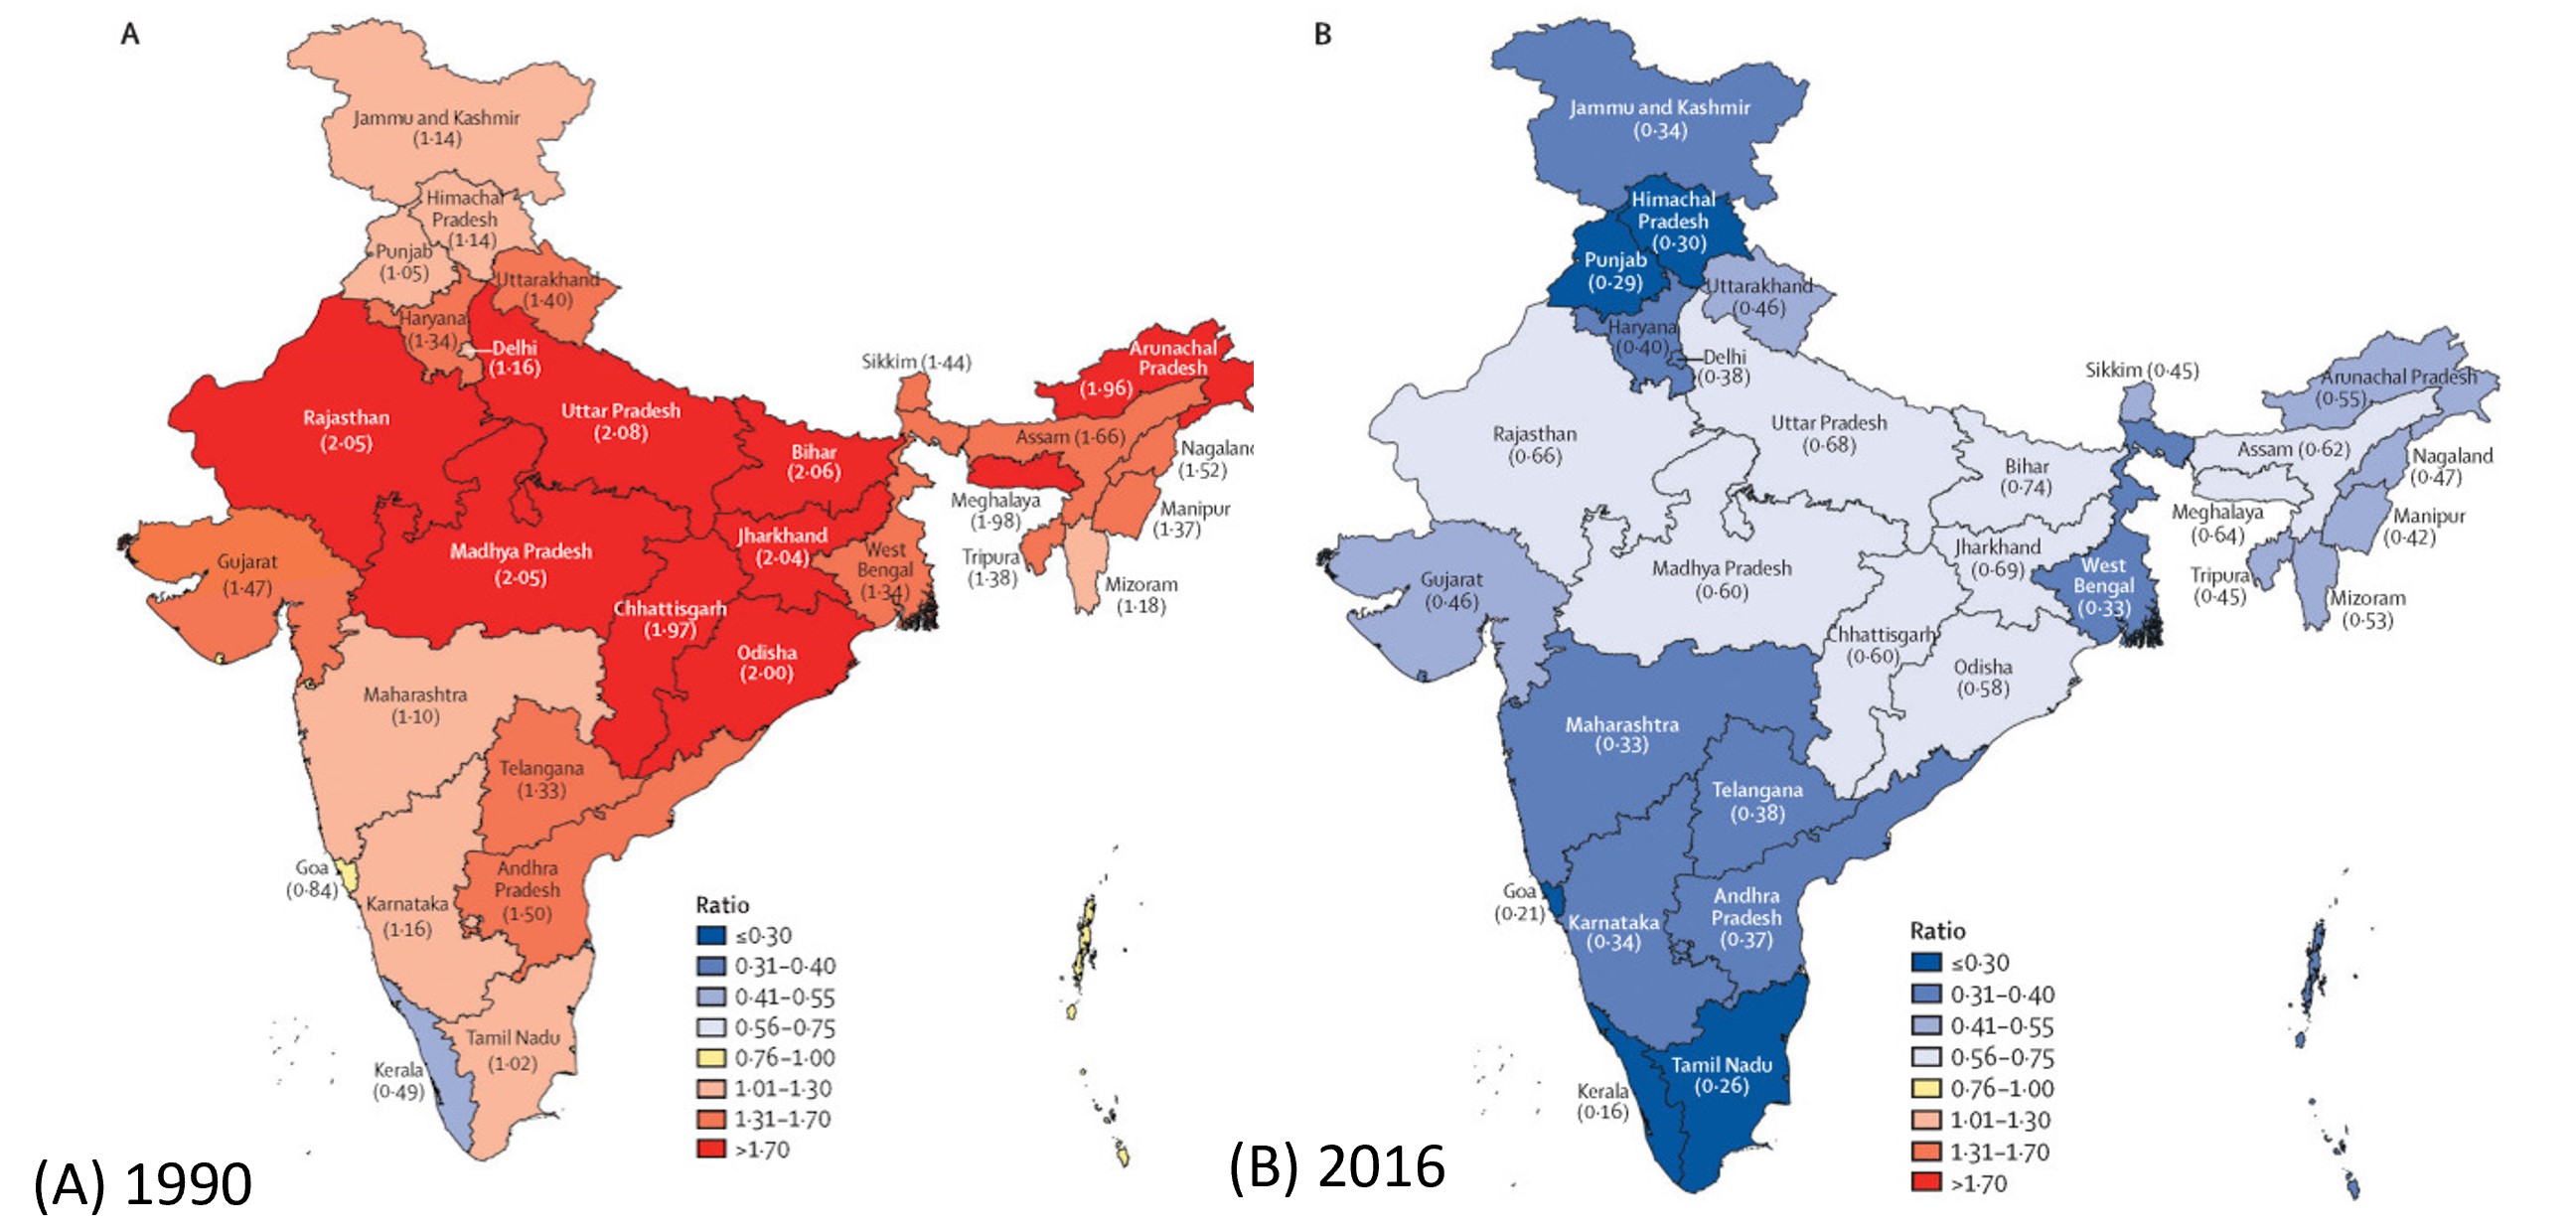 A
Jammu and Kashmir
(1·14)
Himachal
Pradesh
(1·14)
Punjab
(1·05)
Uttarakhand
(1·40)
Haryana
(1·34)
Delhi
(1·16)
Rajasthan
(2·05)
Uttar Pradesh
(2·08)
Bihar
(2·06)
Sikkim (1·44)
Arunachal
Pradesh
(1·96)
Assam (1·66)
Nagalanc
(1·52)
Meghalaya
(1·98)
Manipur
(1·37)
Tripura
(1·38)
Mizoram
(1·18)
Gujarat
(1·47)
Madhya Pradesh
(2·05)
Jharkhand
(2·04)
West
Bengal
(1·34)
Chhattisgarh
(1·97)
Odisha
(2·00)
Maharashtra
(1·10)
Telangana
(1·33)
Goa
(0·84)
Karnataka
(1·16)
Andhra
Pradesh
(1·50)
Kerala
(0·49)
Tamil Nadu
(1·02)
Ratio
≤0·30
0·31–0·40
0·41–0·55
0·56–0·75
0·76–1·00
1·01–1·30
1·31–1·70
>1·70
(A) 1990
B
Jammu and Kashmir
(0·34)
Himachal
Pradesh
(0·30)
Punjab
(0·29)
Uttarakhand
(0·46)
Haryana
(0·40)
Delhi
(0·38)
Rajasthan
(0·66)
Uttar Pradesh
(0·68)
Bihar
(0·74)
Sikkim (0·45)
Arunachal Pradesh
(0·55)
Assam (0·62)
Nagaland
(0·47)
Meghalaya
(0·64)
Manipur
(0·42)
Tripura
(0·45)
Mizoram
(0·53)
Gujarat
(0·46)
Madhya Pradesh
(0·60)
Jharkhand
(0·69)
West
Bengal
(0·33)
Chhattisgarh
(0·60)
Odisha
(0·58)
Maharashtra
(0·33)
Telangana
(0·38)
Goa
(0·21)
Karnataka
(0·34)
Andhra
Pradesh
(0·37)
Kerala
(0·16)
Tamil Nadu
(0·26)
Ratio
≤0·30
0·31–0·40
0·41–0·55
0·56–0·75
0·76–1·00
1·01–1·30
1·31–1·70
>1·70
(B) 2016